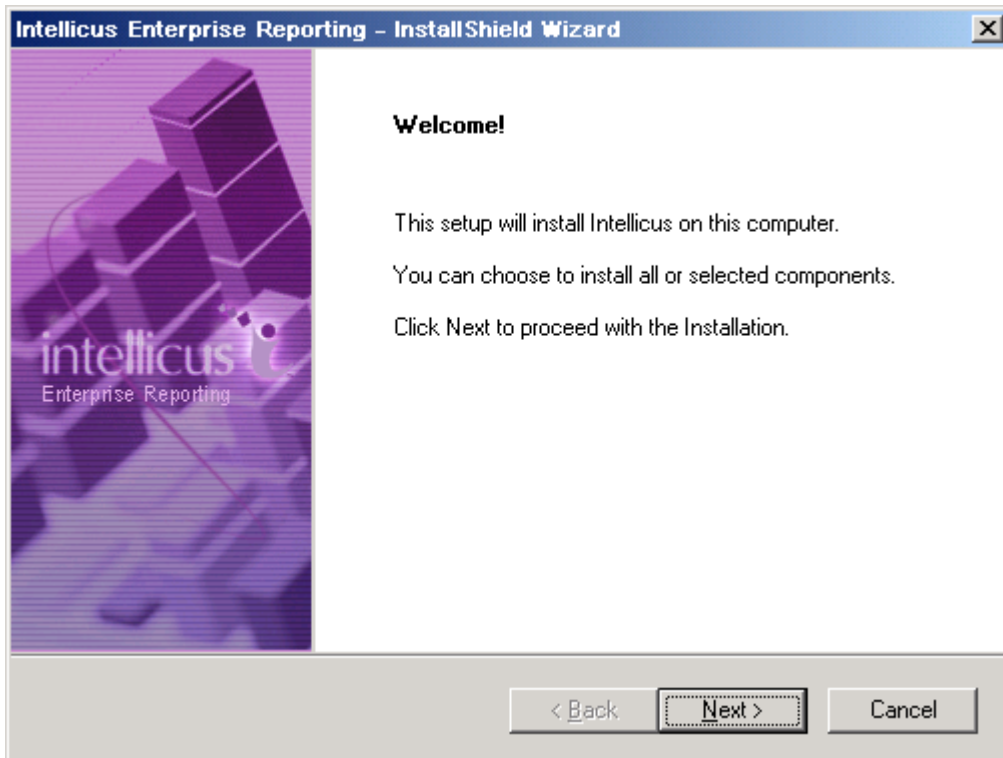 Intellicus Enterprise Reporting - InstallShield Wizard
Welcome!
This setup will install Intellicus on this computer.
You can choose to install all or selected components.
Click Next to proceed with the Installation.
intellicus
Enterprise Reporting
< Back
Next >
Cancel